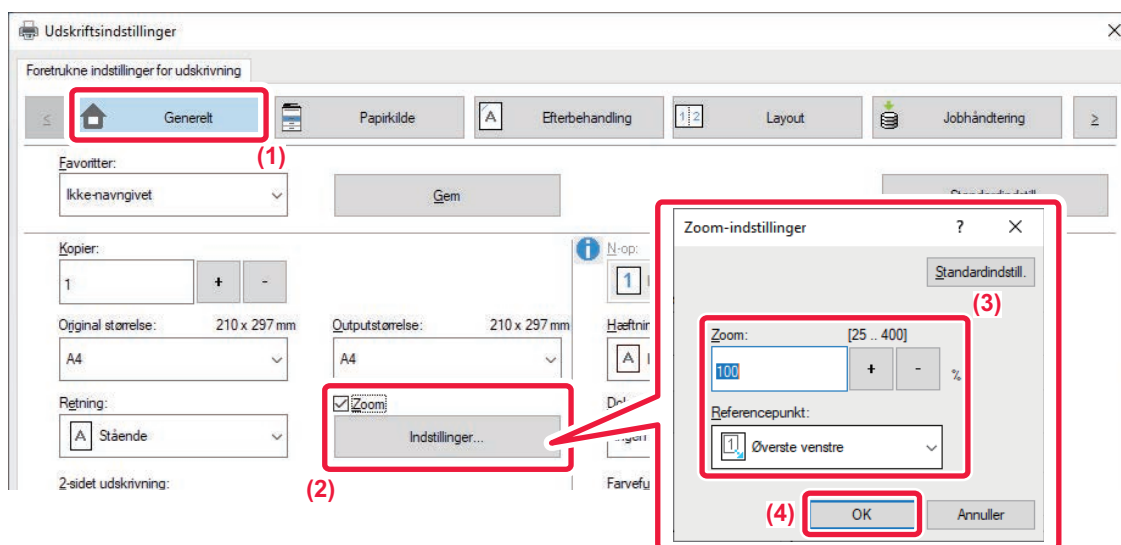 Udskriftsindstillinger
Foretrukne indstillinger for udskrivning
< Generelt Papirkilde Efterbehandling Layout Jobhåndtering >
(1)
Favoritter:
Ikke-navngivet
Gem
Kopier:
1 + -
Original størrelse: 210 x 297 mm
A4
Outputstørrelse: 210 x 297 mm
A4
Retning:
A Stående
Zoom
Indstillinger...
(2)
2-sidet udskrivning:
N-op:
1
A
Zoom-indstillinger ? ×
Standardindstill.
(3)
Zoom: [25 .. 400]
100 + - %
Referencepunkt:
1 Øverste venstre
(4) OK Annuller